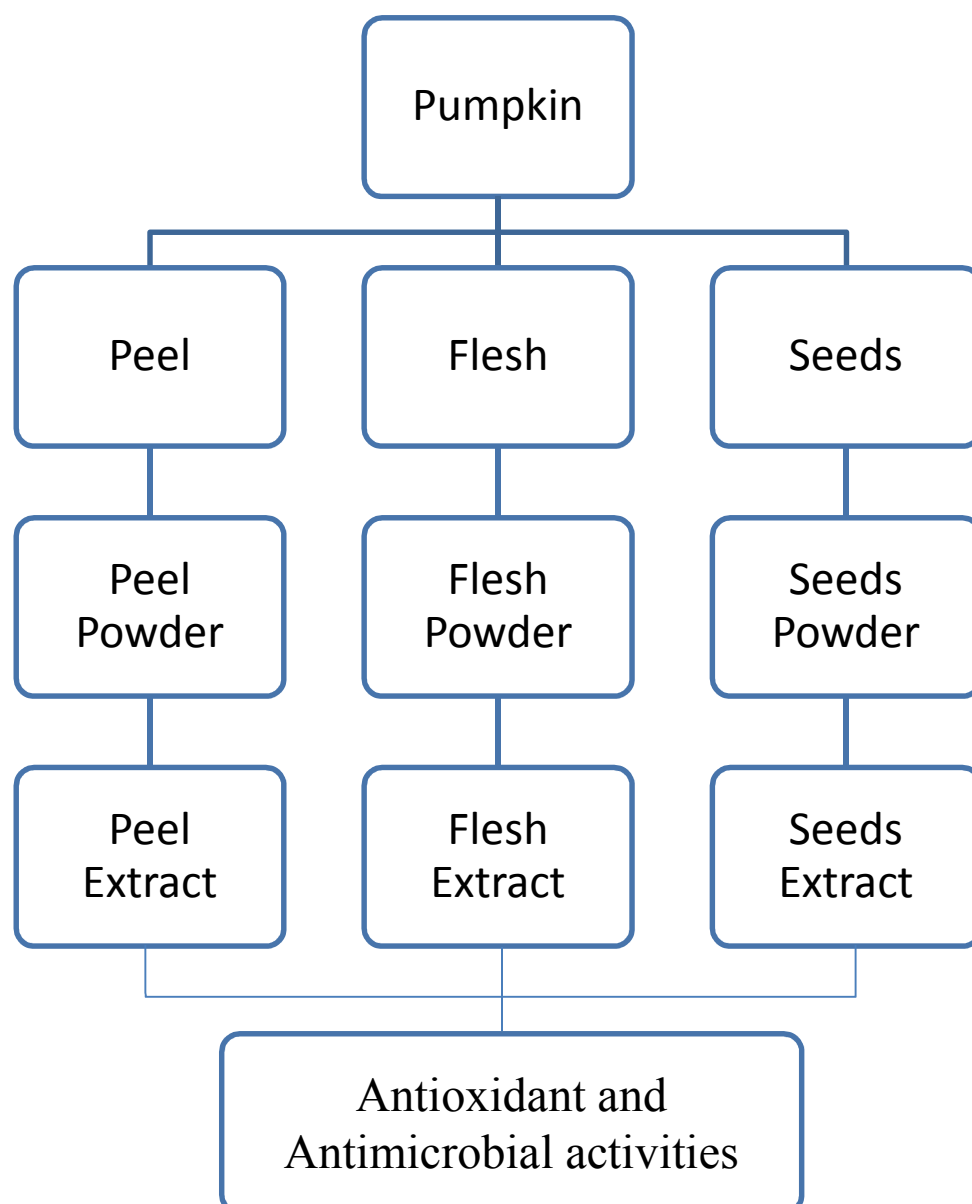 Pumpkin
Peel
Flesh
Seeds
Peel
Powder
Flesh
Powder
Seeds
Powder
Peel
Extract
Flesh
Extract
Seeds
Extract
Antioxidant and
Antimicrobial activities